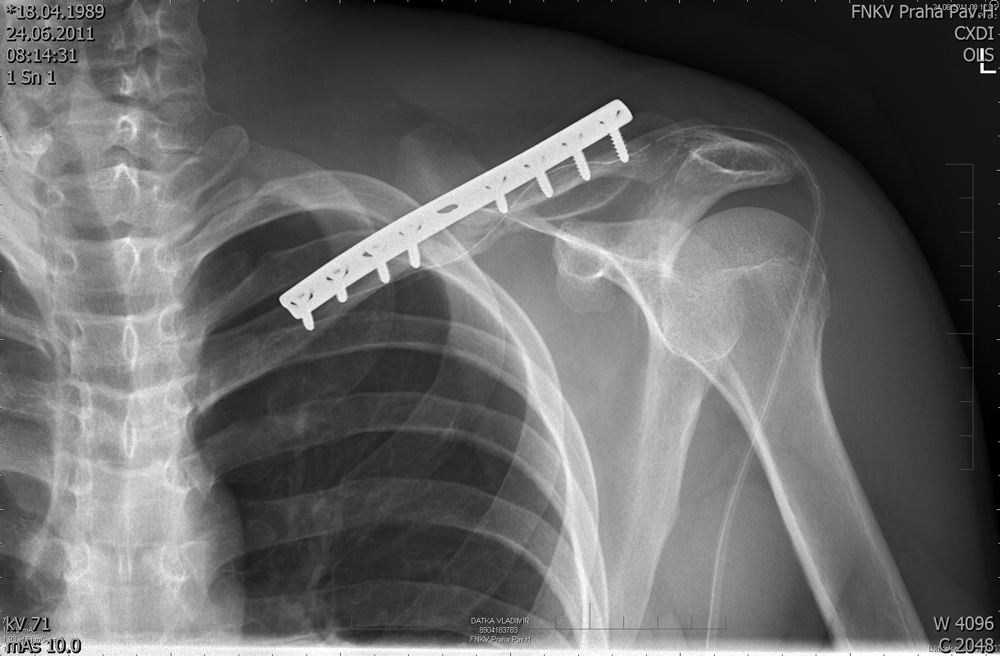 *18.04.1989
24.06.2011
08:14:31
1 Sn 1
FNKV Praha Pav.H
CXDI
OLS
L
kV 71
mAs 10.0
DATKA VLADIMIR
8904183783
FNKV Praha Pav.H
W 4096
C 2048